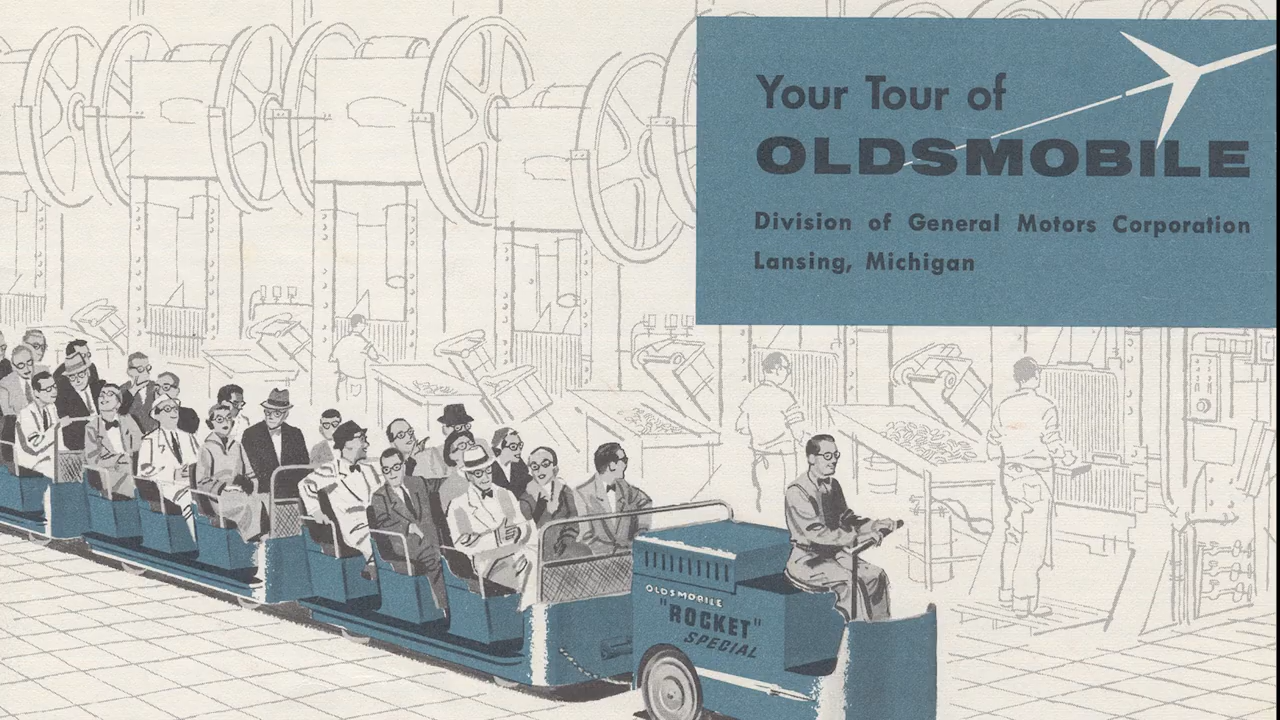 Your Tour of
OLDSMOBILE
Division of General Motors Corporation
Lansing, Michigan
OLDSMOBILE
"ROCKET"
SPECIAL